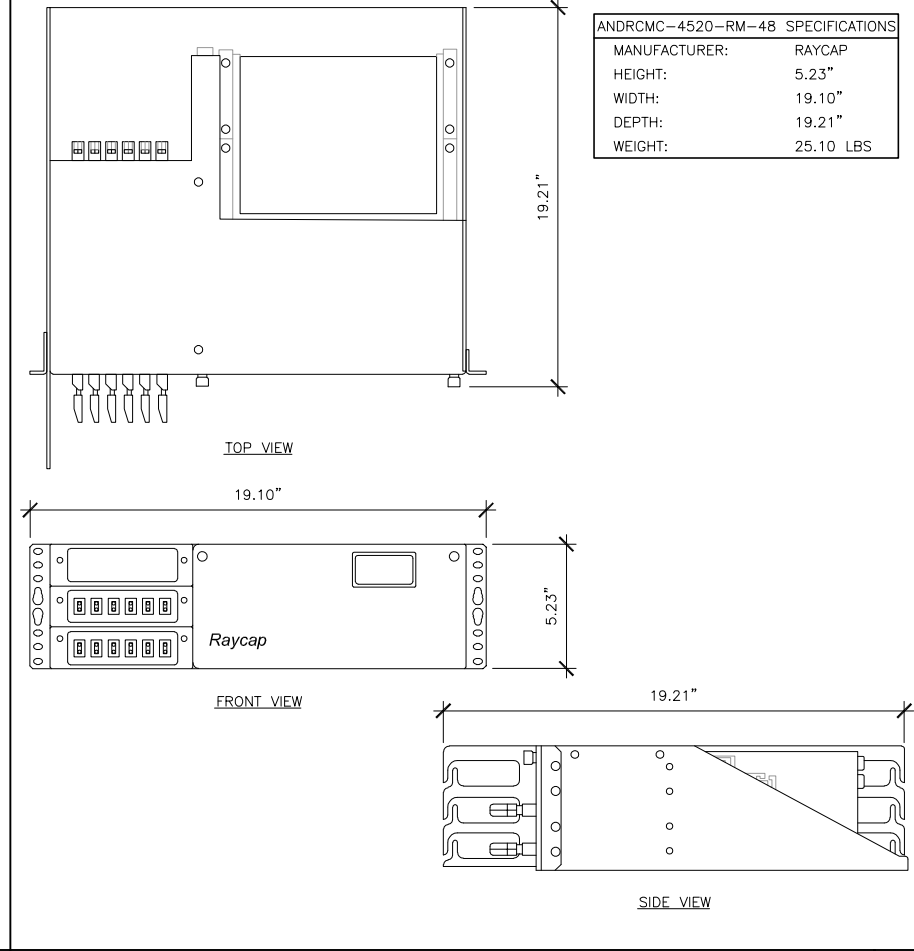 ANDRCMC-4520-RM-48 SPECIFICATIONS
MANUFACTURER: RAYCAP
HEIGHT: 5.23"
WIDTH: 19.10"
DEPTH: 19.21"
WEIGHT: 25.10 LBS
19.21"
TOP VIEW
19.10"
5.23"
Raycap
FRONT VIEW
19.21"
SIDE VIEW